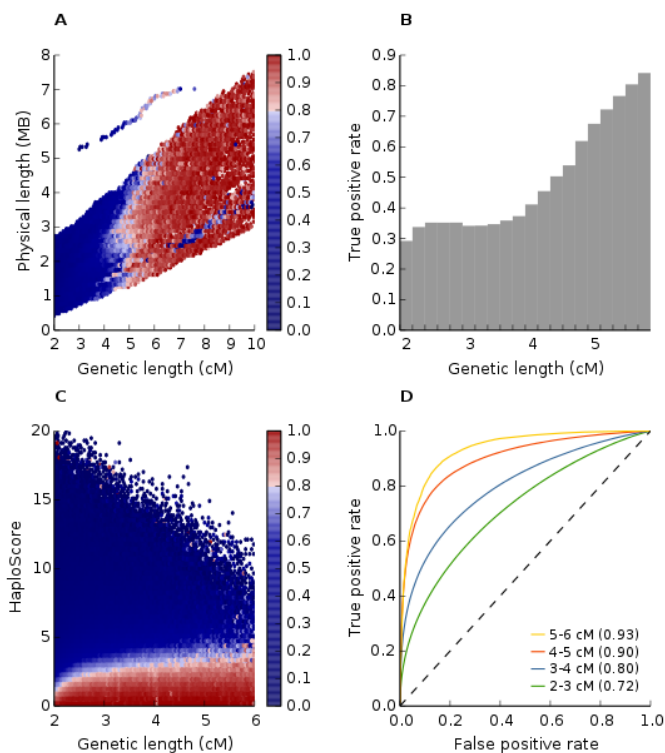 A
Physical length (MB)
8
7
6
5
4
3
2
1
0
2 3 4 5 6 7 8 9 10
Genetic length (cM)
1.0
0.9
0.8
0.7
0.6
0.5
0.4
0.3
0.2
0.1
0.0
B
True positive rate
0.9
0.8
0.7
0.6
0.5
0.4
0.3
0.2
0.1
0.0
2 3 4 5
Genetic length (cM)
C
HaploScore
20
15
10
5
0
2 3 4 5 6
Genetic length (cM)
1.0
0.9
0.8
0.7
0.6
0.5
0.4
0.3
0.2
0.1
0.0
D
True positive rate
1.0
0.8
0.6
0.4
0.2
0.0
5-6 cM (0.93)
4-5 cM (0.90)
3-4 cM (0.80)
2-3 cM (0.72)
0.0 0.2 0.4 0.6 0.8 1.0
False positive rate